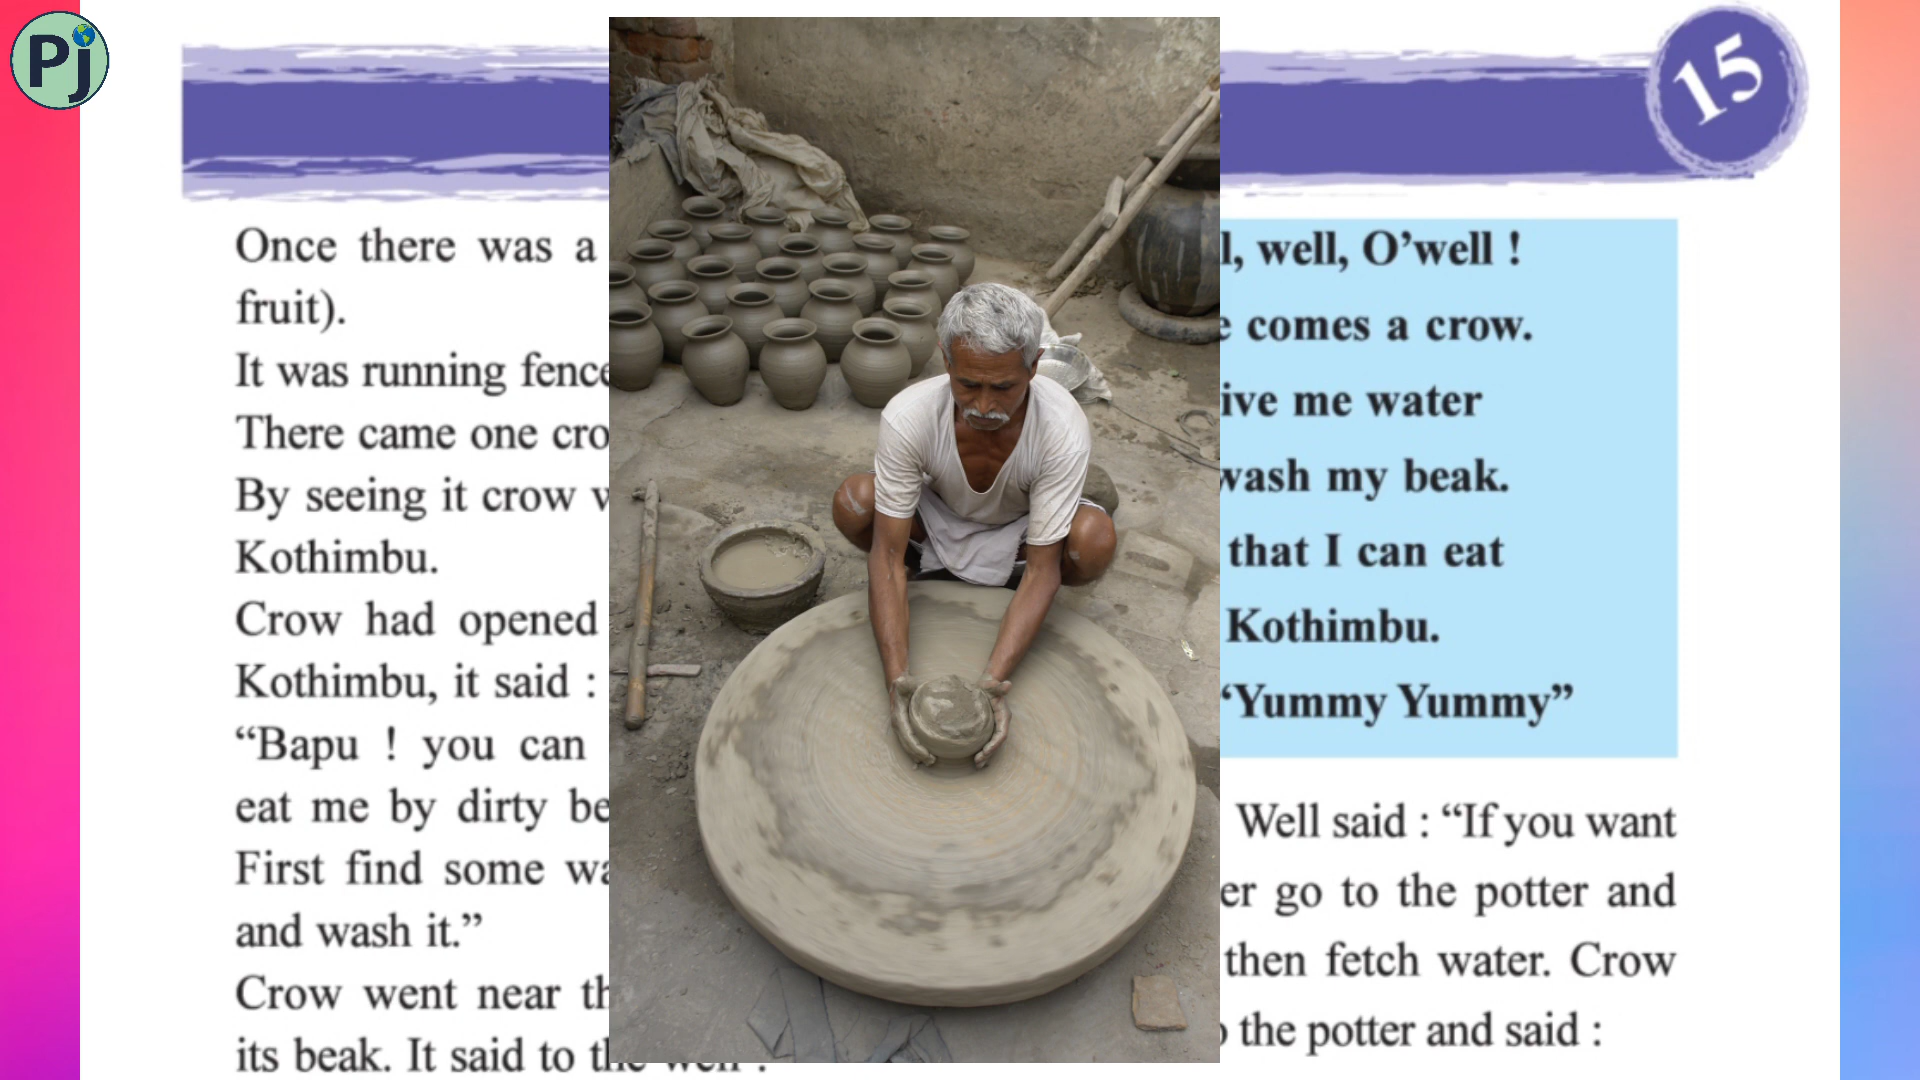 Pj
15
Once there was a
fruit).
It was running fence
There came one cro
By seeing it crow
Kothimbu.
Crow had opened
Kothimbu, it said :
“Bapu ! you can
eat me by dirty be
First find some wa
and wash it.”
Crow went near th
its beak. It said to the well :
l, well, O’well !
e comes a crow.
ive me water
wash my beak.
that I can eat
Kothimbu.
“Yummy Yummy”
Well said : “If you want
er go to the potter and
then fetch water. Crow
o the potter and said :